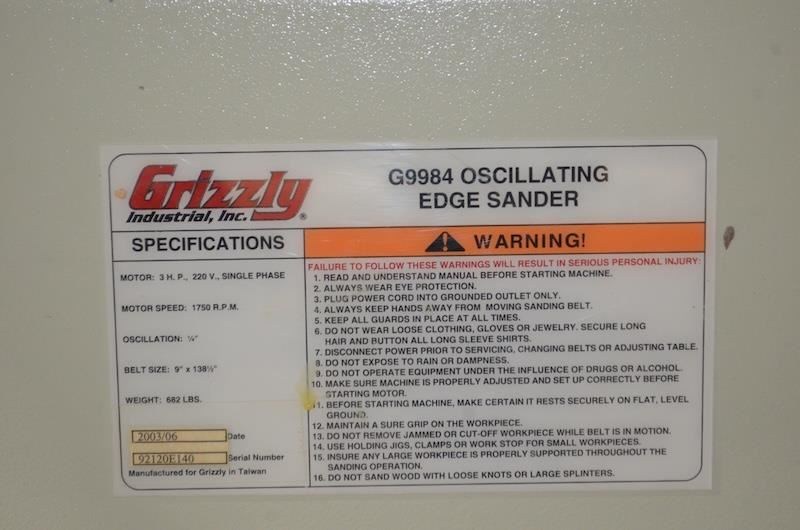 Grizzly
Industrial, Inc. ®
G9984 OSCILLATING
EDGE SANDER
SPECIFICATIONS
MOTOR: 3 H. P., 220 V., SINGLE PHASE
MOTOR SPEED: 1750 R.P.M.
OSCILLATION: ¼"
BELT SIZE: 9" x 138½"
WEIGHT: 682 LBS.
2003/06 Date
92120E140 Serial Number
Manufactured for Grizzly in Taiwan
WARNING!
FAILURE TO FOLLOW THESE WARNINGS WILL RESULT IN SERIOUS PERSONAL INJURY:
1. READ AND UNDERSTAND MANUAL BEFORE STARTING MACHINE.
2. ALWAYS WEAR EYE PROTECTION.
3. PLUG POWER CORD INTO GROUNDED OUTLET ONLY.
4. ALWAYS KEEP HANDS AWAY FROM MOVING SANDING BELT.
5. KEEP ALL GUARDS IN PLACE AT ALL TIMES.
6. DO NOT WEAR LOOSE CLOTHING, GLOVES OR JEWELRY. SECURE LONG
HAIR AND BUTTON ALL LONG SLEEVE SHIRTS.
7. DISCONNECT POWER PRIOR TO SERVICING, CHANGING BELTS OR ADJUSTING TABLE.
8. DO NOT EXPOSE TO RAIN OR DAMPNESS.
9. DO NOT OPERATE EQUIPMENT UNDER THE INFLUENCE OF DRUGS OR ALCOHOL.
10. MAKE SURE MACHINE IS PROPERLY ADJUSTED AND SET UP CORRECTLY BEFORE
STARTING MOTOR.
11. BEFORE STARTING MACHINE, MAKE CERTAIN IT RESTS SECURELY ON FLAT, LEVEL
GROUND.
12. MAINTAIN A SURE GRIP ON THE WORKPIECE.
13. DO NOT REMOVE JAMMED OR CUT-OFF WORKPIECE WHILE BELT IS IN MOTION.
14. USE HOLDING JIGS, CLAMPS OR WORK STOP FOR SMALL WORKPIECES.
15. INSURE ANY LARGE WORKPIECE IS PROPERLY SUPPORTED THROUGHOUT THE
SANDING OPERATION.
16. DO NOT SAND WOOD WITH LOOSE KNOTS OR LARGE SPLINTERS.